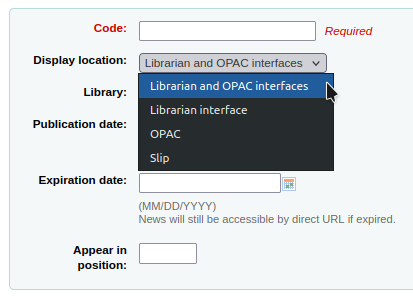 Code: Required
Display location: Librarian and OPAC interfaces
Library: Librarian and OPAC interfaces
Librarian interface
Publication date: OPAC
Slip
Expiration date:
(MM/DD/YYYY)
News will still be accessible by direct URL if expired.
Appear in
position: